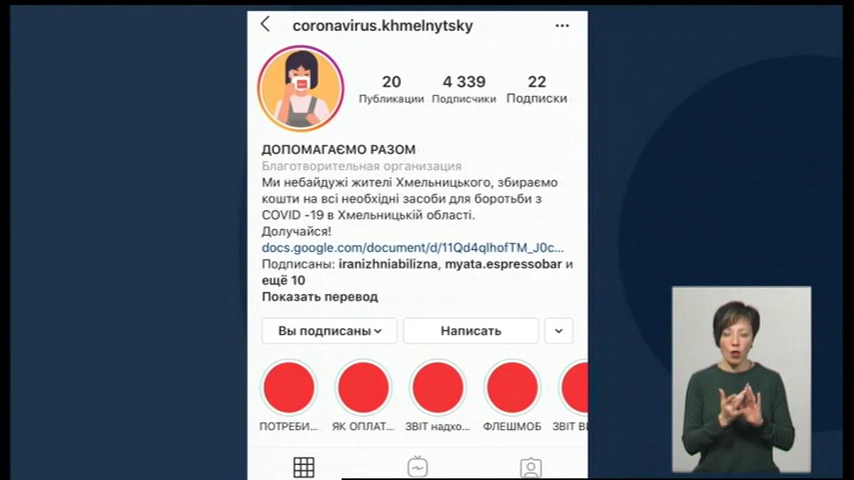 coronavirus.khmelnytsky
20 4 339 22
Публикации Подписчики Подписки
ДОПОМАГАЄМО РАЗОМ
Благотворительная организация
Ми небайдужі жителі Хмельницького, збираємо
кошти на всі необхідні засоби для боротьби з
COVID -19 в Хмельницькій області.
Долучайся!
docs.google.com/document/d/11Qd4qlhofTM_J0c...
Подписаны: iranizhniabilizna, myata.espressobar и
ещё 10
Показать перевод
Вы подписаны Написать
ПОТРЕБИ... ЯК ОПЛАТ... ЗВІТ надхо... ФЛЕШМОБ ЗВІТ